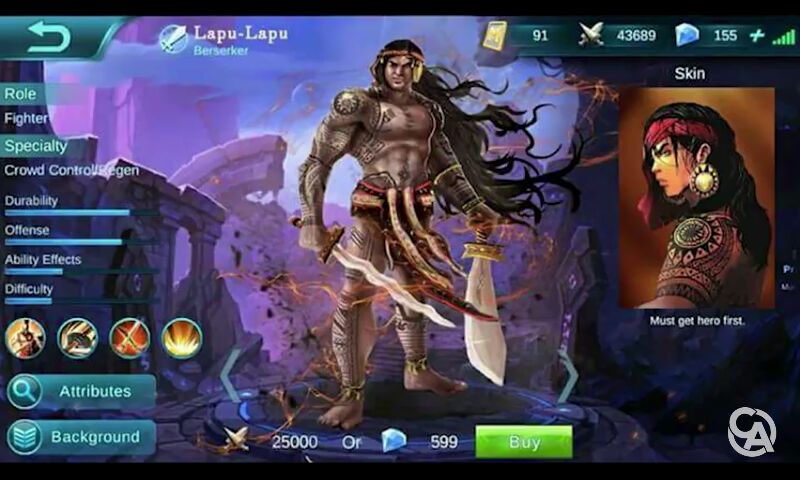 Lapu-Lapu
Berserker
91
43689
155
Role
Fighter
Specialty
Crowd Control/Regen
Durability
Offense
Ability Effects
Difficulty
Attributes
Background
25000 Or 599
Buy
Skin
Must get hero first.
CA